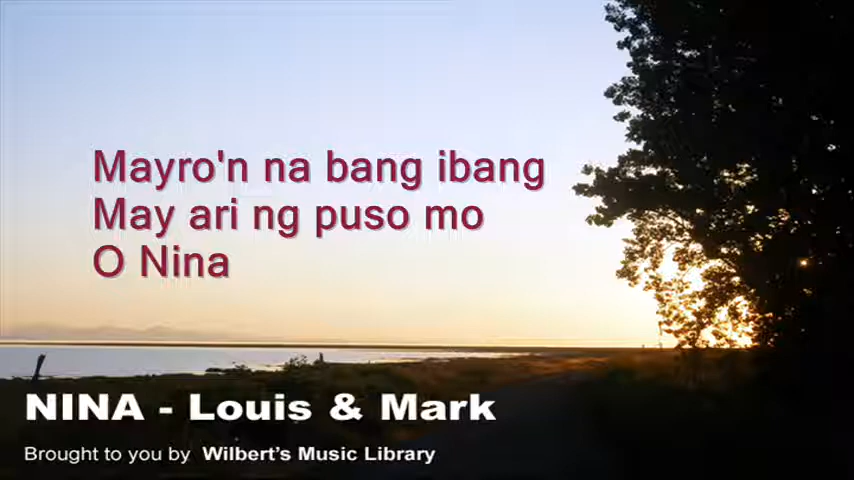 Mayro'n na bang ibang
May ari ng puso mo
O Nina
NINA - Louis & Mark
Brought to you by Wilbert's Music Library